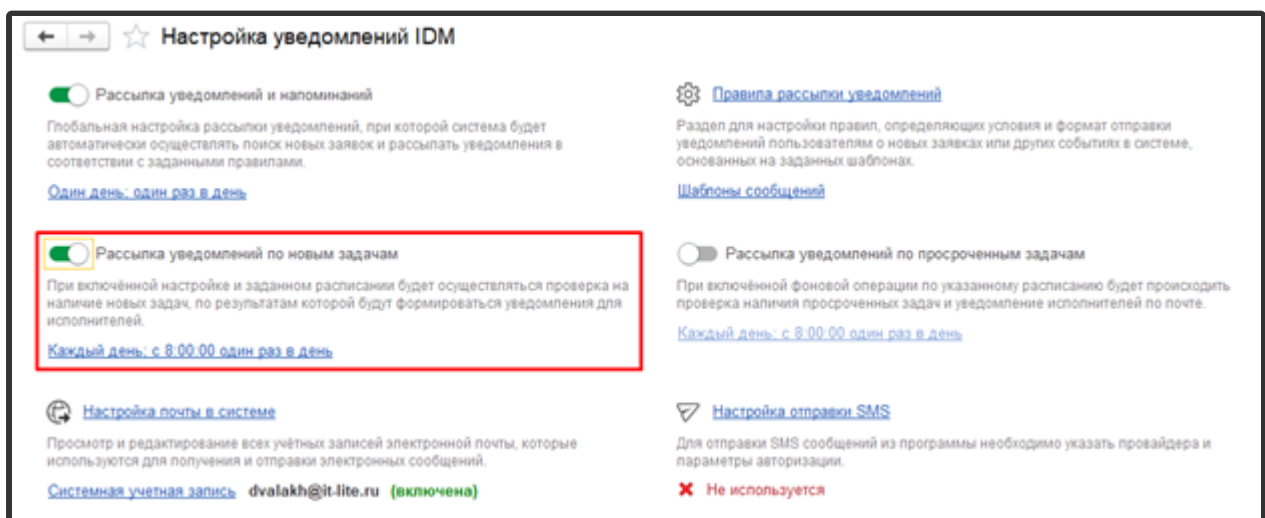 Настройка уведомлений IDM
Рассылка уведомлений и напоминаний
Глобальная настройка рассылки уведомлений, при которой система будет
автоматически осуществлять поиск новых заявок и рассылать уведомления в
соответствии с заданными правилами.
Один день; один раз в день
Правила рассылки уведомлений
Раздел для настройки правил, определяющих условия и формат отправки
уведомлений пользователям о новых заявках или других событиях в системе,
основанных на заданных шаблонах.
Шаблоны сообщений
Рассылка уведомлений по новым задачам
При включённой настройке и заданном расписании будет осуществляться проверка на
наличие новых задач, по результатам которой будут формироваться уведомления для
исполнителей.
Каждый день; с 8:00:00 один раз в день
Рассылка уведомлений по просроченным задачам
При включённой фоновой операции по указанному расписанию будет происходить
проверка наличия просроченных задач и уведомление исполнителей по почте.
Каждый день; с 8:00:00 один раз в день
Настройка почты в системе
Просмотр и редактирование всех учётных записей электронной почты, которые
используются для получения и отправки электронных сообщений.
Системная учетная запись dvalakh@it-lite.ru (включена)
Настройка отправки SMS
Для отправки SMS сообщений из программы необходимо указать провайдера и
параметры авторизации.
Не используется